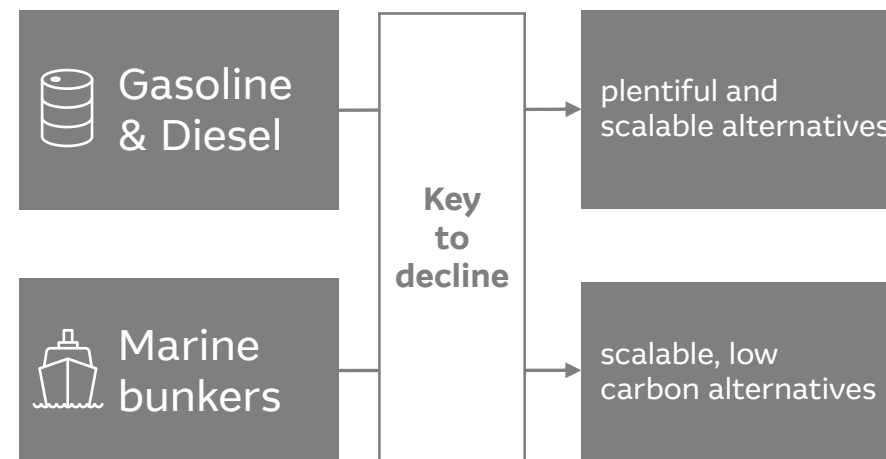 Gasoline
& Diesel
Key
to
decline
plentiful and
scalable alternatives
Marine
bunkers
scalable, low
carbon alternatives